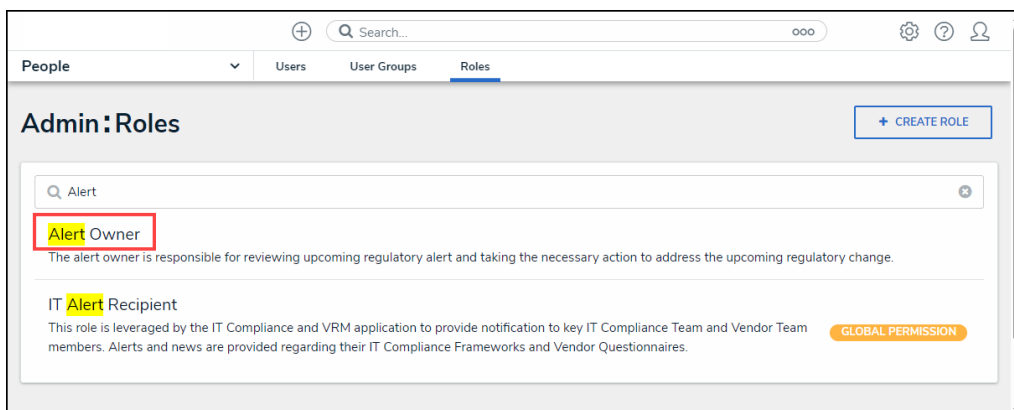 Search...
ooo
People
Users
User Groups
Roles
Admin:Roles
+ CREATE ROLE
Alert
Alert Owner
The alert owner is responsible for reviewing upcoming regulatory alert and taking the necessary action to address the upcoming regulatory change.
IT Alert Recipient
This role is leveraged by the IT Compliance and VRM application to provide notification to key IT Compliance Team and Vendor Team
members. Alerts and news are provided regarding their IT Compliance Frameworks and Vendor Questionnaires.
GLOBAL PERMISSION